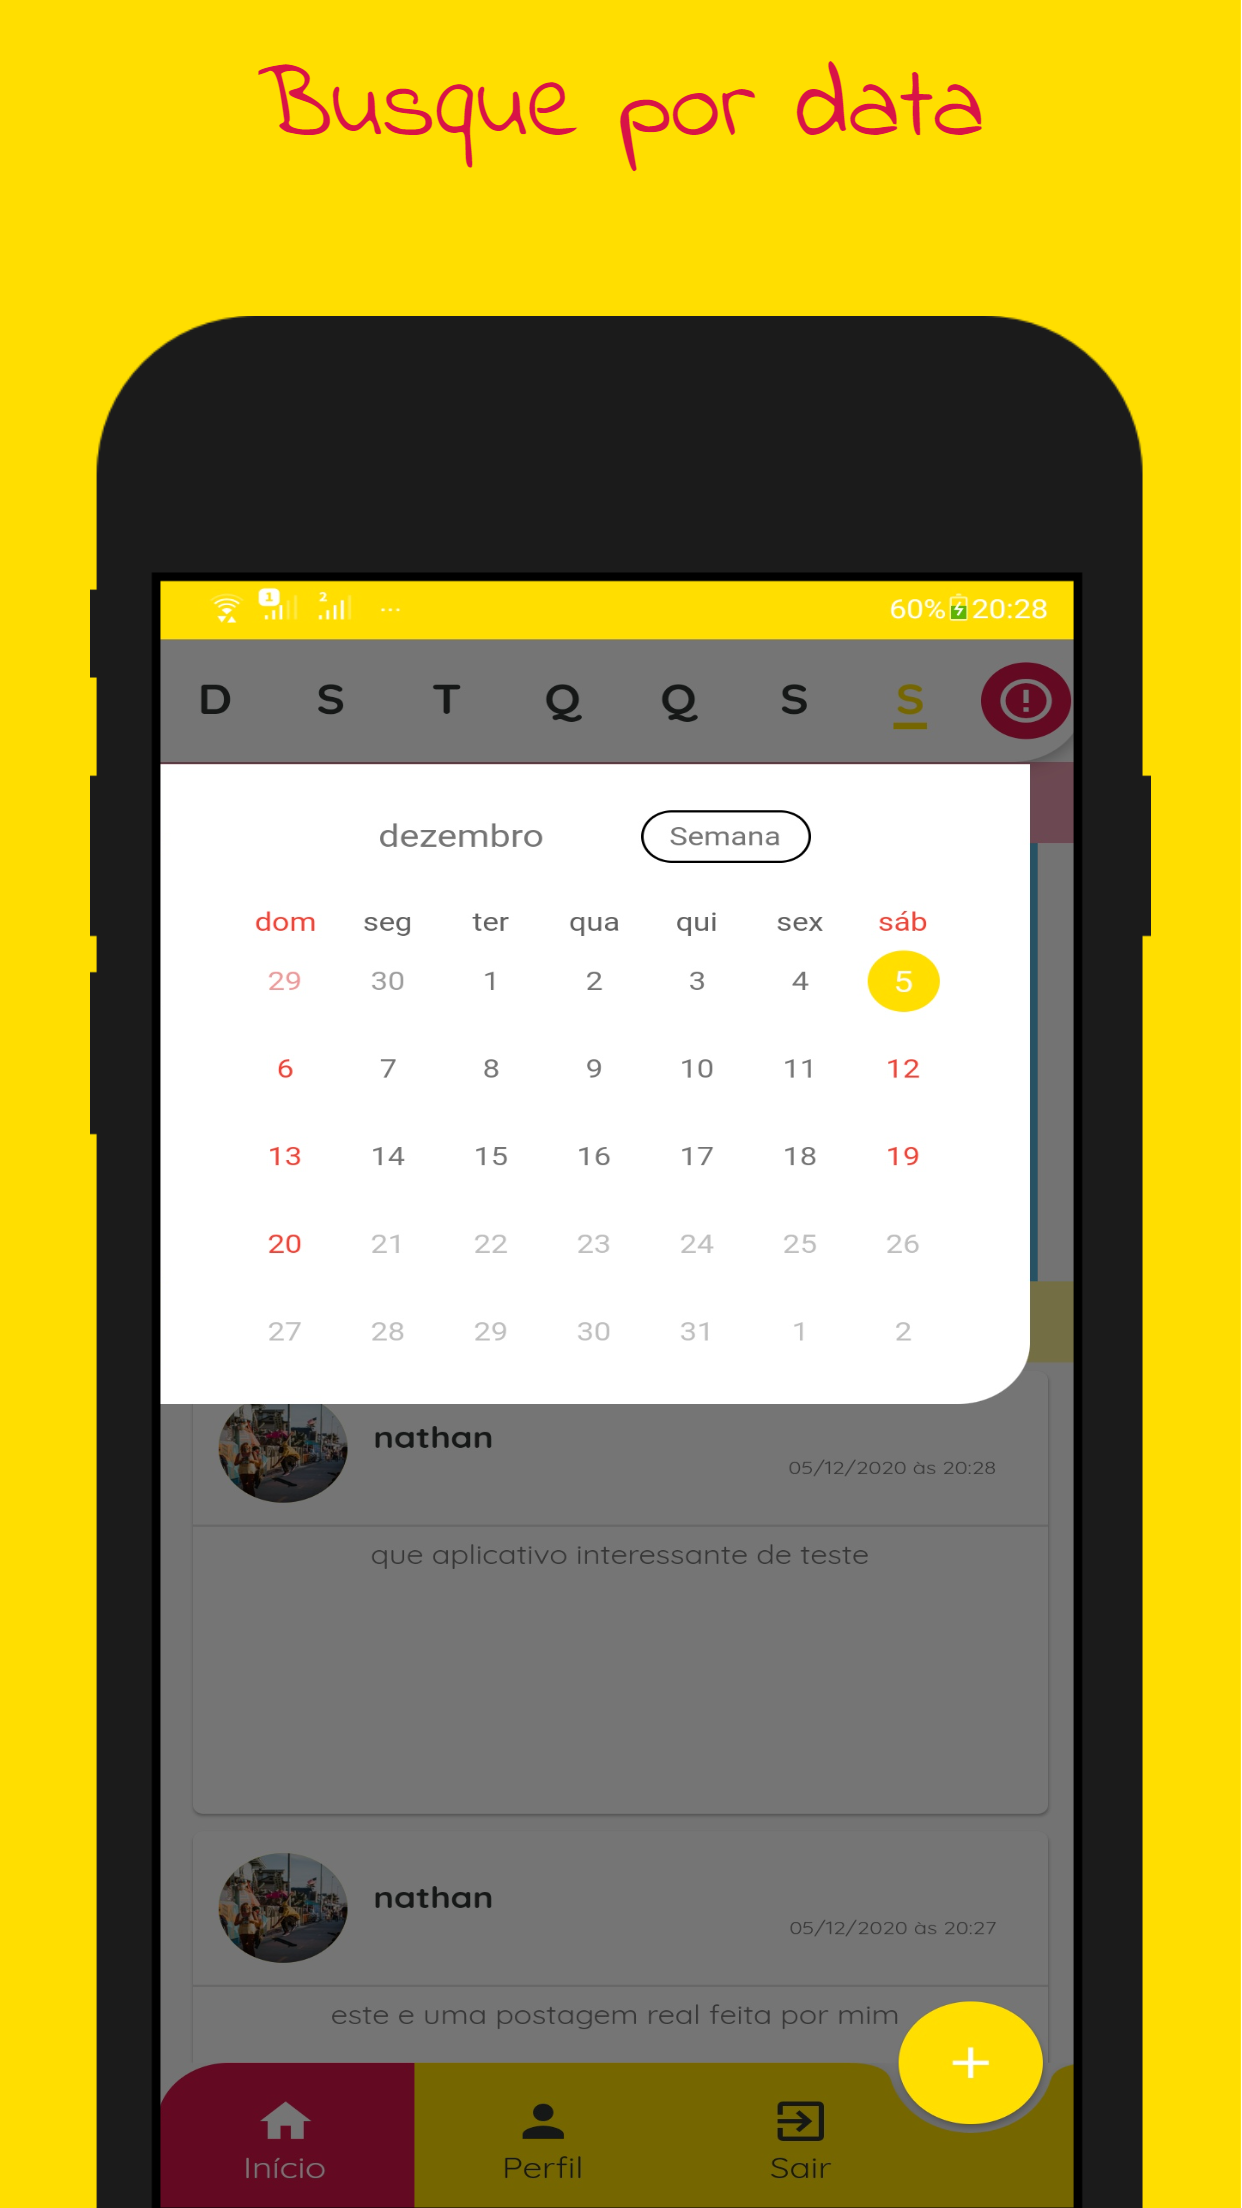 Busque por data
1 2 ... 60% 20:28
D S T Q Q S S
dezembro Semana
dom seg ter qua qui sex sáb
29 30 1 2 3 4 5
6 7 8 9 10 11 12
13 14 15 16 17 18 19
20 21 22 23 24 25 26
27 28 29 30 31 1 2
nathan
05/12/2020 às 20:28
que aplicativo interessante de teste
nathan
05/12/2020 às 20:27
este e uma postagem real feita por mim
+
Início Perfil Sair